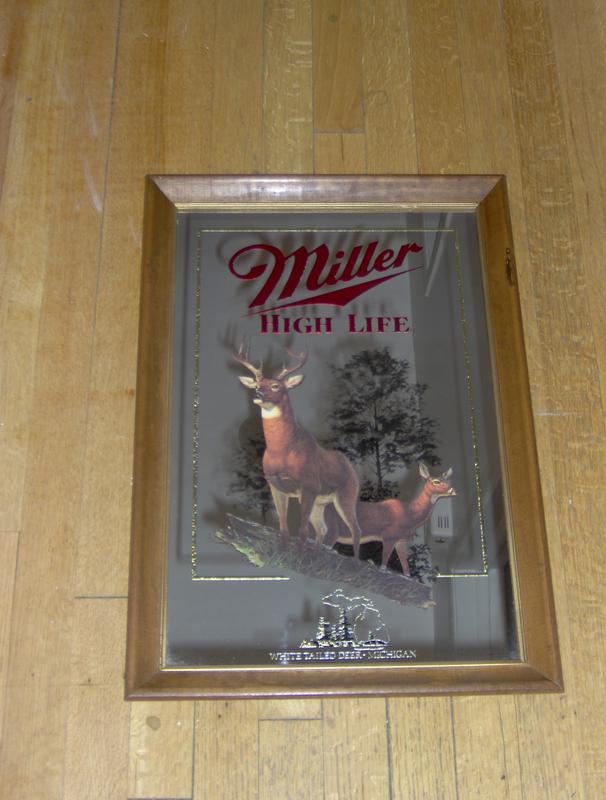 Miller
HIGH LIFE
WHITE TAILED DEER • MICHIGAN